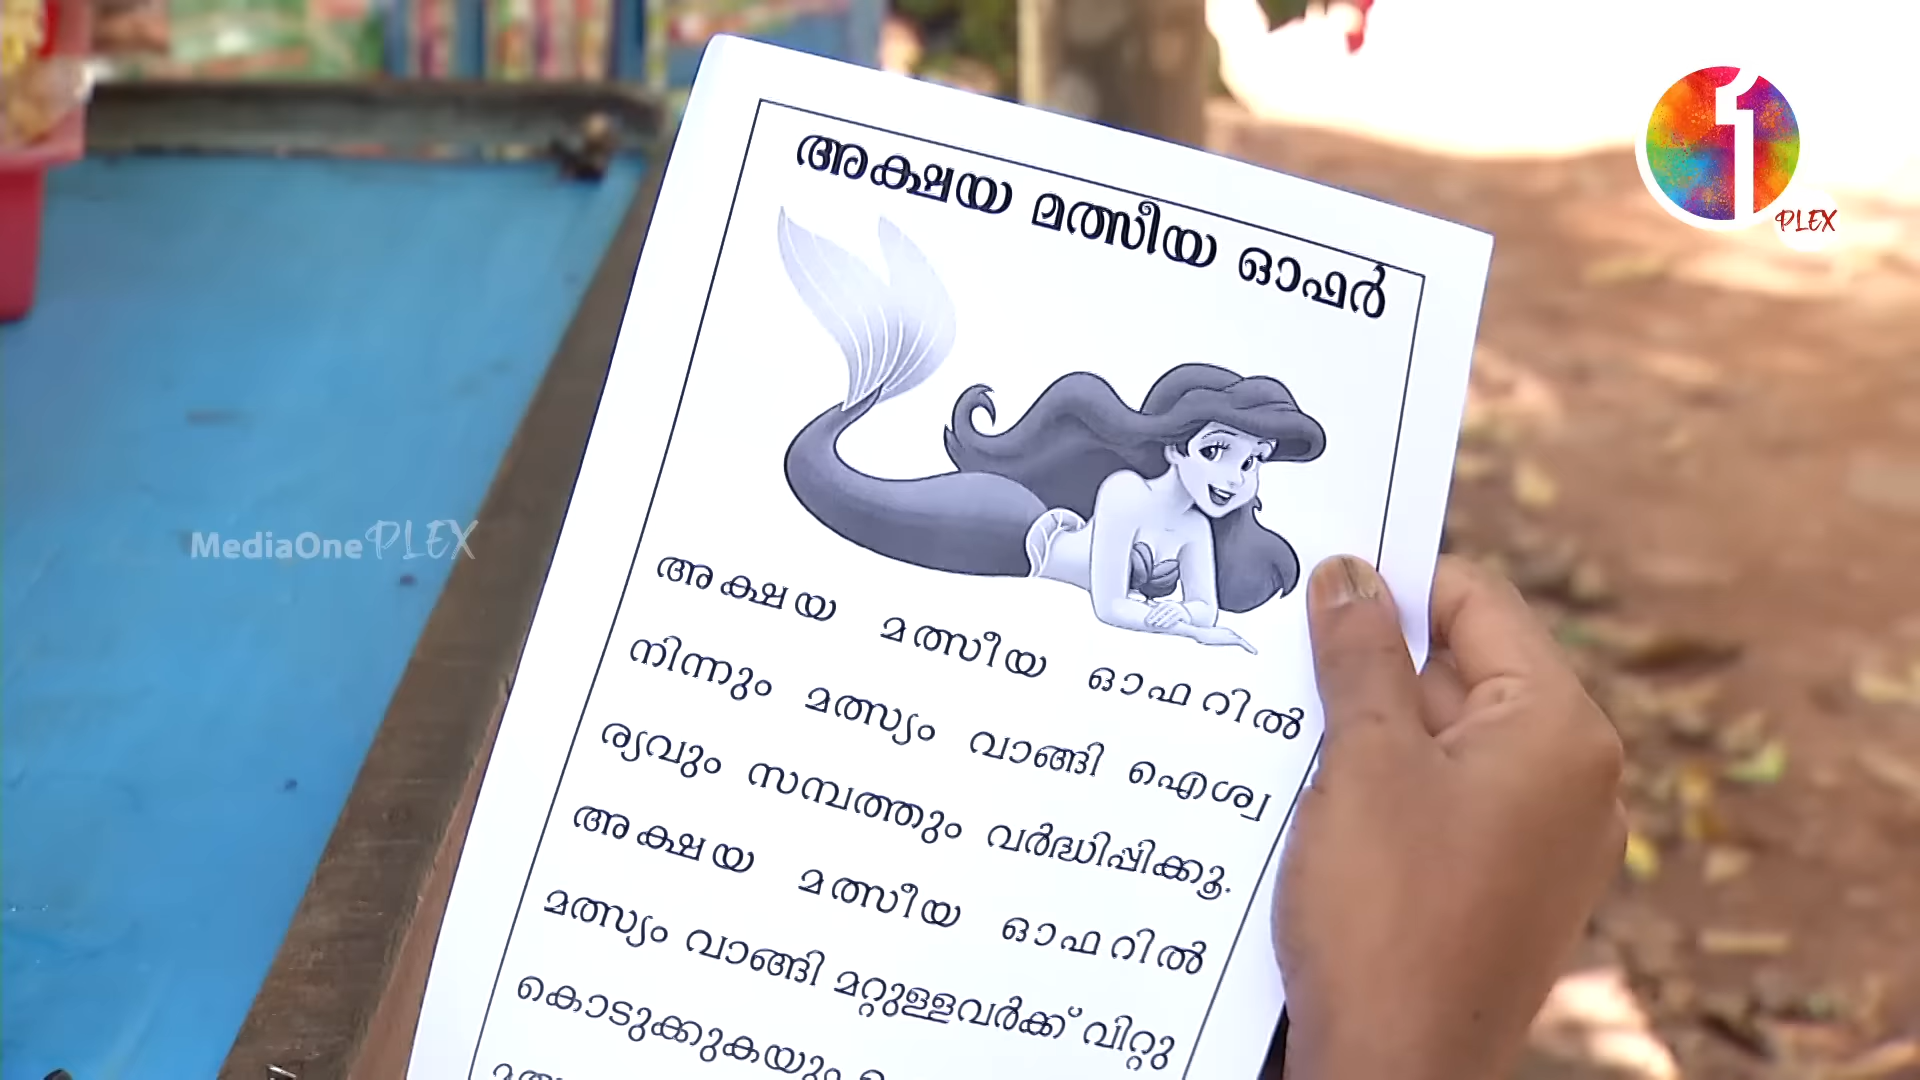 അക്ഷയ മത്സീയ ഓഫർ
അക്ഷയ മത്സീയ ഓഫറിൽ
നിന്നും മത്സ്യം വാങ്ങി ഐശ്വ
ര്യവും സമ്പത്തും വർദ്ധിപ്പിക്കൂ.
അക്ഷയ മത്സീയ ഓഫറിൽ
മത്സ്യം വാങ്ങി മറ്റുള്ളവർക്ക് വിറ്റു
കൊടുക്കുകയും
MediaOne PLEX
1
PLEX